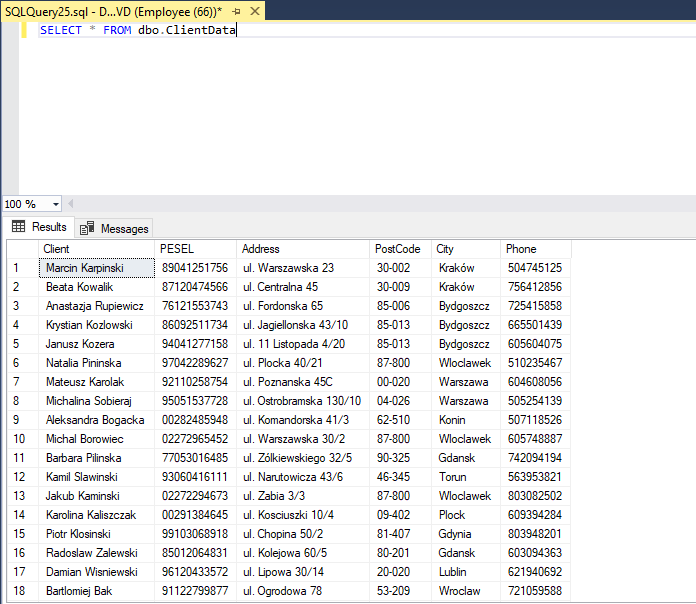 SQLQuery25.sql - D...VD (Employee (66))*
SELECT * FROM dbo.ClientData
100 %
Results Messages
Client PESEL Address PostCode City Phone
1 Marcin Karpinski 89041251756 ul. Warszawska 23 30-002 Kraków 504745125
2 Beata Kowalik 87120474566 ul. Centralna 45 30-009 Kraków 756412856
3 Anastazja Rupiewicz 76121553743 ul. Fordonska 65 85-006 Bydgoszcz 725415858
4 Krystian Kozlowski 86092511734 ul. Jagiellonska 43/10 85-013 Bydgoszcz 665501439
5 Janusz Kozera 94041277158 ul. 11 Listopada 4/20 85-013 Bydgoszcz 605604075
6 Natalia Pininska 97042289627 ul. Plocka 40/21 87-800 Wloclawek 510235467
7 Mateusz Karolak 92110258754 ul. Poznanska 45C 00-020 Warszawa 604608056
8 Michalina Sobieraj 95051537728 ul. Ostrobramska 130/10 04-026 Warszawa 505254139
9 Aleksandra Bogacka 00282485948 ul. Komandorska 41/3 62-510 Konin 507118526
10 Michal Borowiec 02272965452 ul. Warszawska 30/2 87-800 Wloclawek 605748887
11 Barbara Pilinska 77053016485 ul. Zólkiewskiego 32/5 90-325 Gdansk 742094194
12 Kamil Slawinski 93060416111 ul. Narutowicza 43/6 46-345 Torun 563953821
13 Jakub Kaminski 02272294673 ul. Zabia 3/3 87-800 Wloclawek 803082502
14 Karolina Kaliszczak 00291384645 ul. Kosciuszki 10/4 09-402 Plock 609394284
15 Piotr Klosinski 99103068918 ul. Chopina 50/2 81-407 Gdynia 803948201
16 Radoslaw Zalewski 85012064831 ul. Kolejowa 60/5 80-201 Gdansk 603094363
17 Damian Wisniewski 96120433572 ul. Lipowa 30/14 20-020 Lublin 621940692
18 Bartlomiej Bak 91122799877 ul. Ogrodowa 78 53-209 Wroclaw 721059588